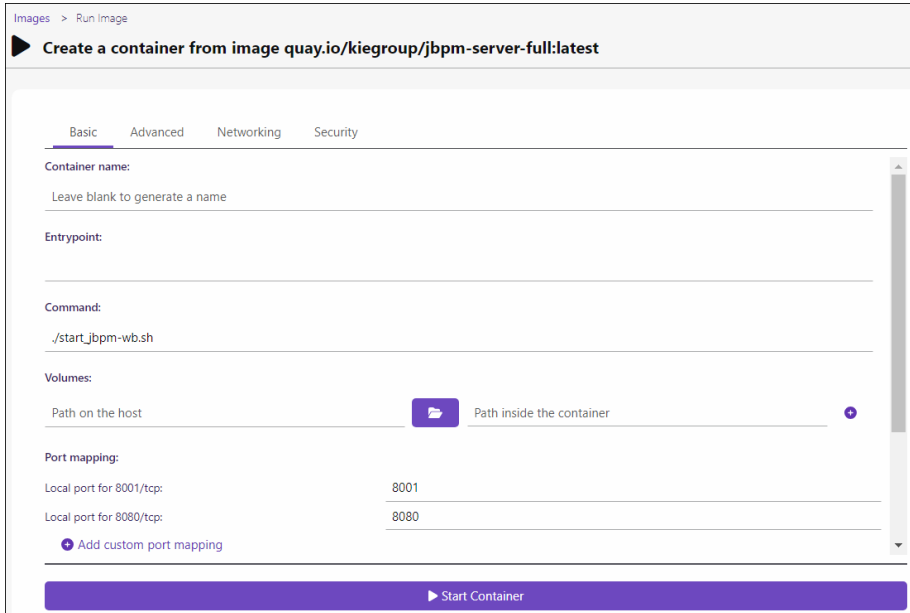 Images > Run Image
Create a container from image quay.io/kiegroup/jbpm-server-full:latest
Basic Advanced Networking Security
Container name:
Leave blank to generate a name
Entrypoint:
Command:
./start_jbpm-wb.sh
Volumes:
Path on the host Path inside the container
Port mapping:
Local port for 8001/tcp: 8001
Local port for 8080/tcp: 8080
Add custom port mapping
Start Container